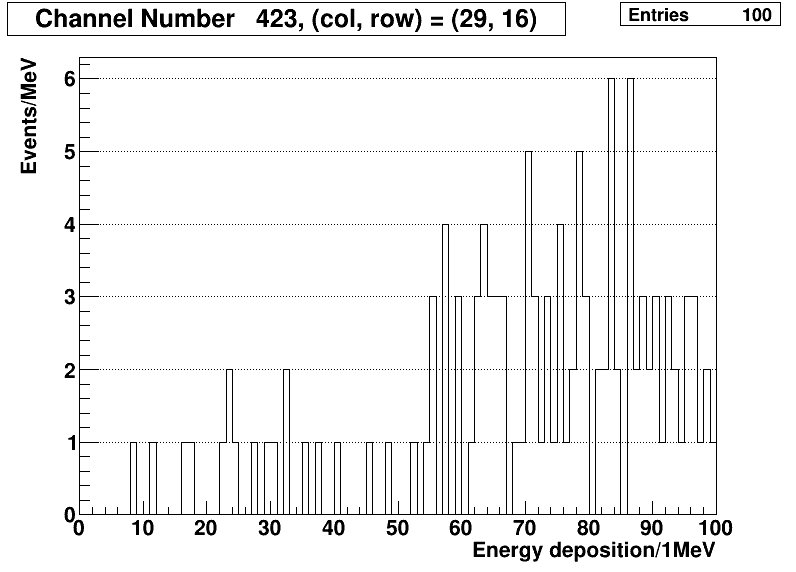 Channel Number 423, (col, row) = (29, 16)
Entries 100
Events/MeV
6
5
4
3
2
1
0
0 10 20 30 40 50 60 70 80 90 100
Energy deposition/1MeV